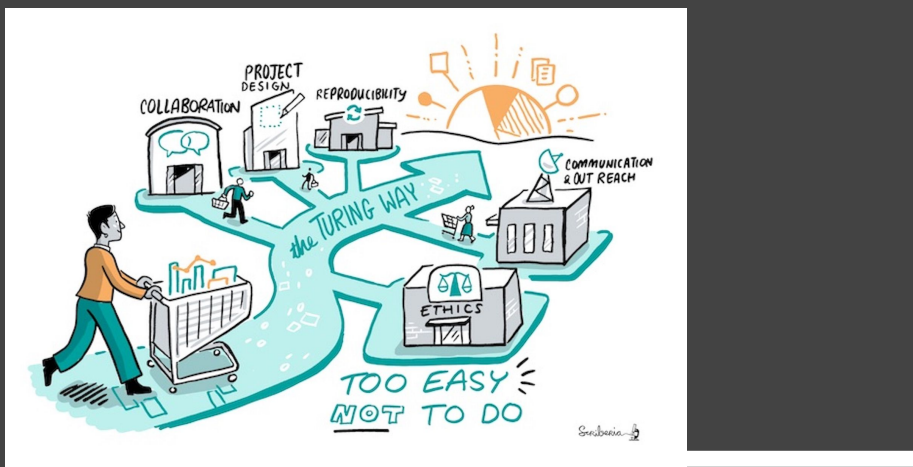 PROJECT
DESIGN
COLLABORATION
REPRODUCIBILITY
COMMUNICATION
& OUT REACH
the TURING WAY
ETHICS
TOO EASY
NOT TO DO
Scriberia